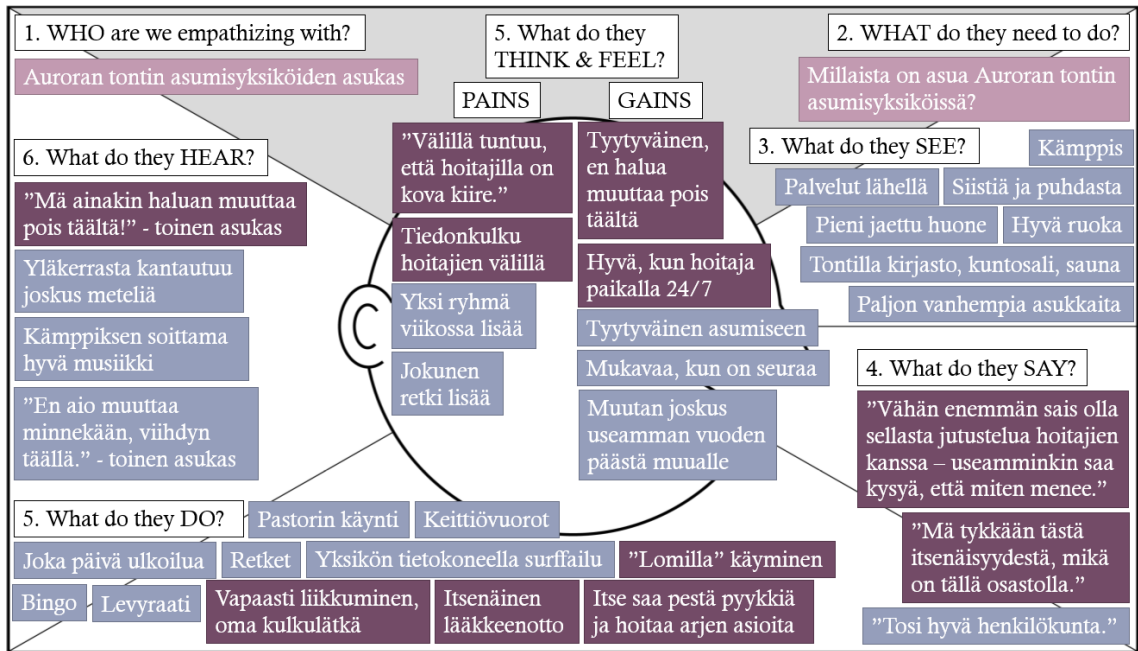 1. WHO are we empathizing with?
Auroran tontin asumisyksiköiden asukas
5. What do they
THINK & FEEL?
PAINS
GAINS
2. WHAT do they need to do?
Millaista on asua Auroran tontin
asumisyksiköissä?
3. What do they SEE?
Kämppis
Palvelut lähellä
Siistiä ja puhdasta
Pieni jaettu huone
Hyvä ruoka
Tontilla kirjasto, kuntosali, sauna
Paljon vanhempia asukkaita
6. What do they HEAR?
”Mä ainakin haluan muuttaa
pois täältä!” - toinen asukas
Yläkerrasta kantautuu
joskus meteliä
Kämppiksen soittama
hyvä musiikki
”En aio muuttaa
minnekään, viihdyn
täällä.” - toinen asukas
”Välillä tuntuu,
että hoitajilla on
kova kiire.”
Tiedonkulku
hoitajien välillä
Yksi ryhmä
viikossa lisää
Jokunen
retki lisää
Tyytyväinen,
en halua
muuttaa pois
täältä
Hyvä, kun hoitaja
paikalla 24/7
Tyytyväinen asumiseen
Mukavaa, kun on seuraa
Muutan joskus
useamman vuoden
päästä muualle
4. What do they SAY?
”Vähän enemmän sais olla
sellasta jutustelua hoitajien
kanssa – useamminkin saa
kysyä, että miten menee.”
”Mä tykkään tästä
itsenäisyydestä, mikä
on tällä osastolla.”
”Tosi hyvä henkilökunta.”
5. What do they DO?
Pastorin käynti
Keittiövuorot
Joka päivä ulkoilua
Retket
Yksikön tietokoneella surffailu
”Lomilla” käyminen
Bingo
Levyraati
Vapaasti liikkuminen,
oma kulkulätkä
Itsenäinen
lääkkeenotto
Itse saa pestä pyykkiä
ja hoitaa arjen asioita